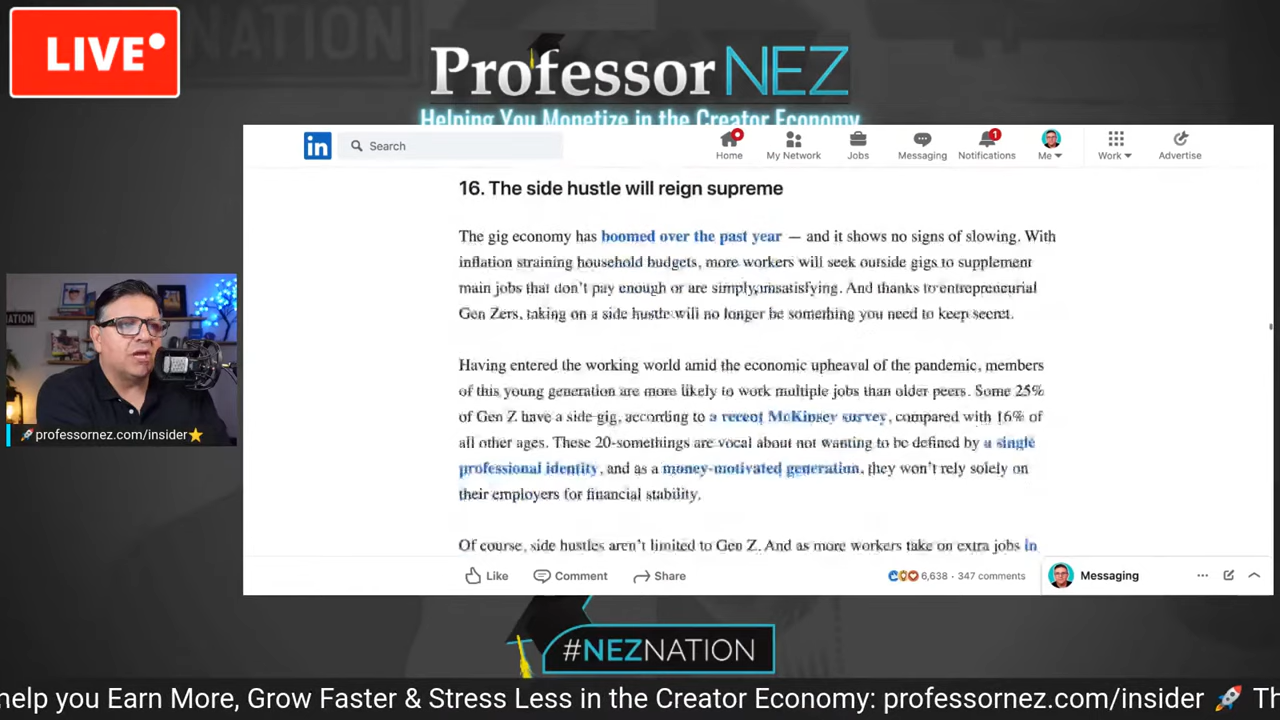 LIVE
NATION
Professor NEZ
Helping You Monetize in the Creator Economy
in
Search
1
1
Home
My Network
Jobs
Messaging
Notifications
Me
Work
Advertise
16. The side hustle will reign supreme
The gig economy has boomed over the past year — and it shows no signs of slowing. With
inflation straining household budgets, more workers will seek outside gigs to supplement
main jobs that don't pay enough or are simply unsatisfying. And thanks to entrepreneurial
Gen Zers, taking on a side hustle will no longer be something you need to keep secret.
Having entered the working world amid the economic upheaval of the pandemic, members
of this young generation are more likely to work multiple jobs than older peers. Some 25%
of Gen Z have a side gig, according to a recent McKinsey survey, compared with 16% of
all other ages. These 20-somethings are vocal about not wanting to be defined by a single
professional identity, and as a money-motivated generation, they won't rely solely on
their employers for financial stability.
Of course, side hustles aren't limited to Gen Z. And as more workers take on extra jobs in
Like
Comment
Share
6,638 · 347 comments
Messaging
NATION
🚀professornez.com/insider⭐
#NEZNATION
help you Earn More, Grow Faster & Stress Less in the Creator Economy: professornez.com/insider 🚀 Th